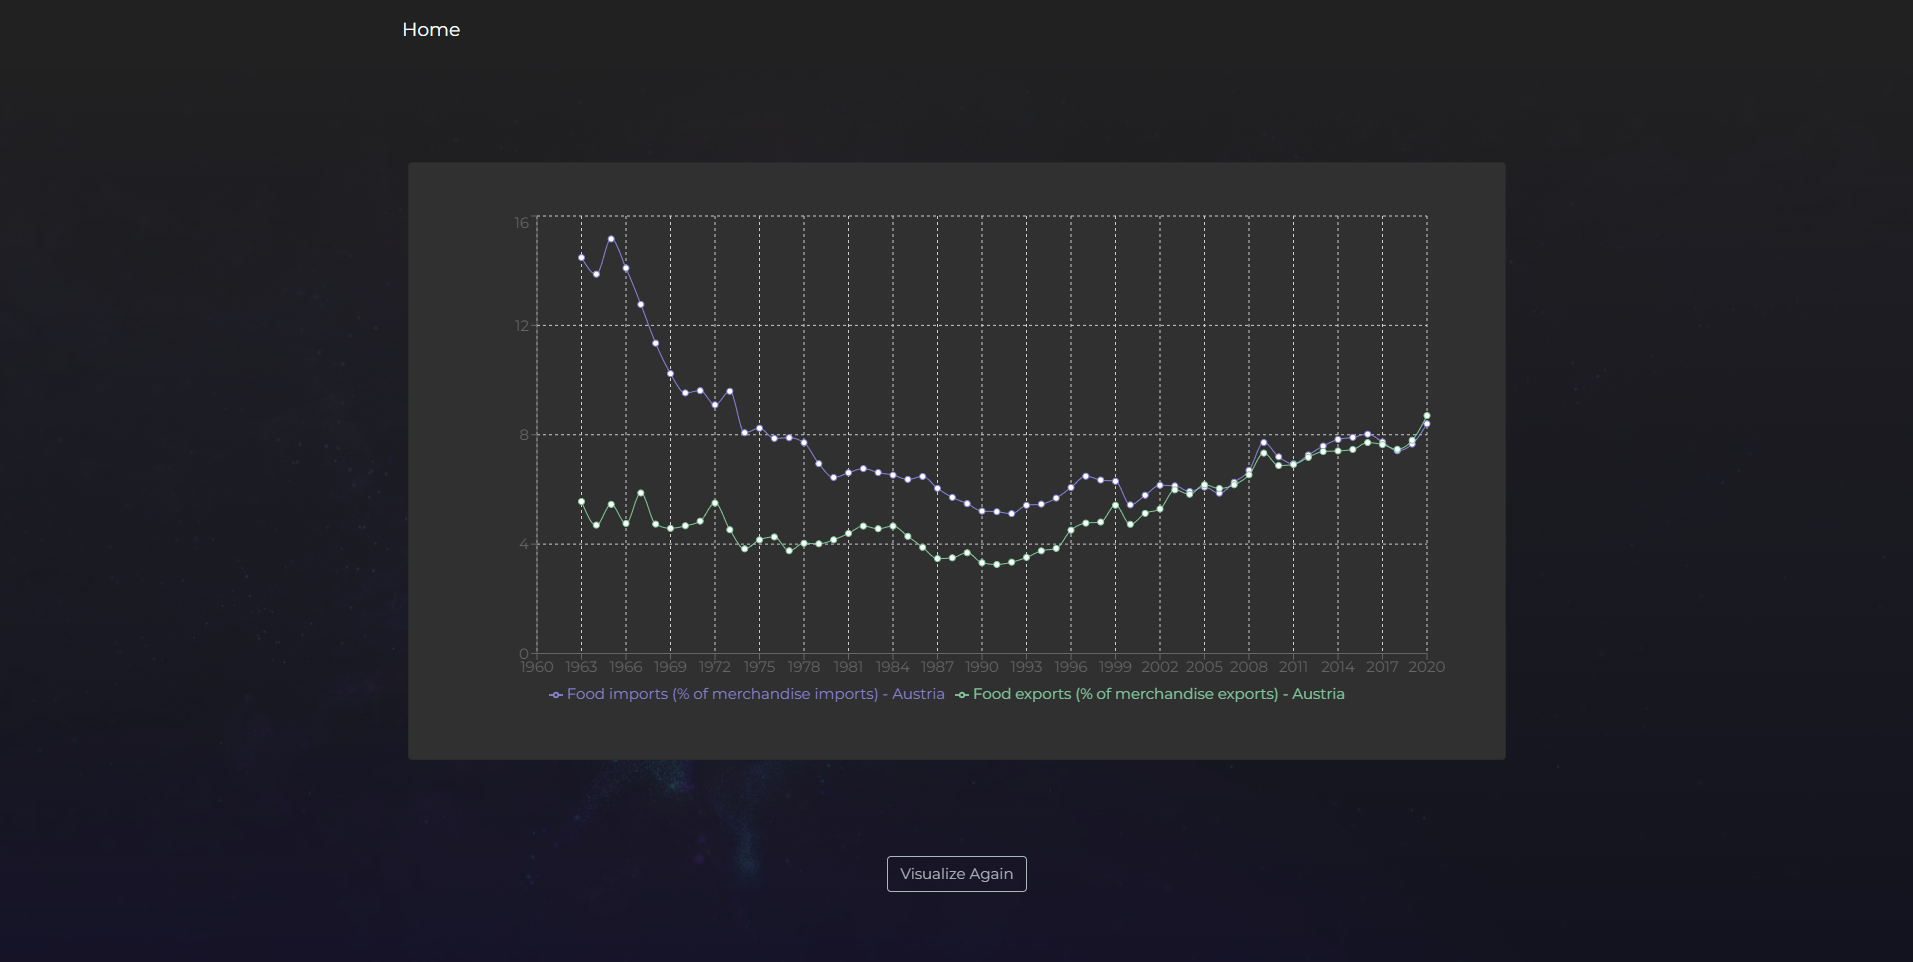 Home
16
12
8
4
0
1960 1963 1966 1969 1972 1975 1978 1981 1984 1987 1990 1993 1996 1999 2002 2005 2008 2011 2014 2017 2020
Food imports (% of merchandise imports) - Austria Food exports (% of merchandise exports) - Austria
Visualize Again